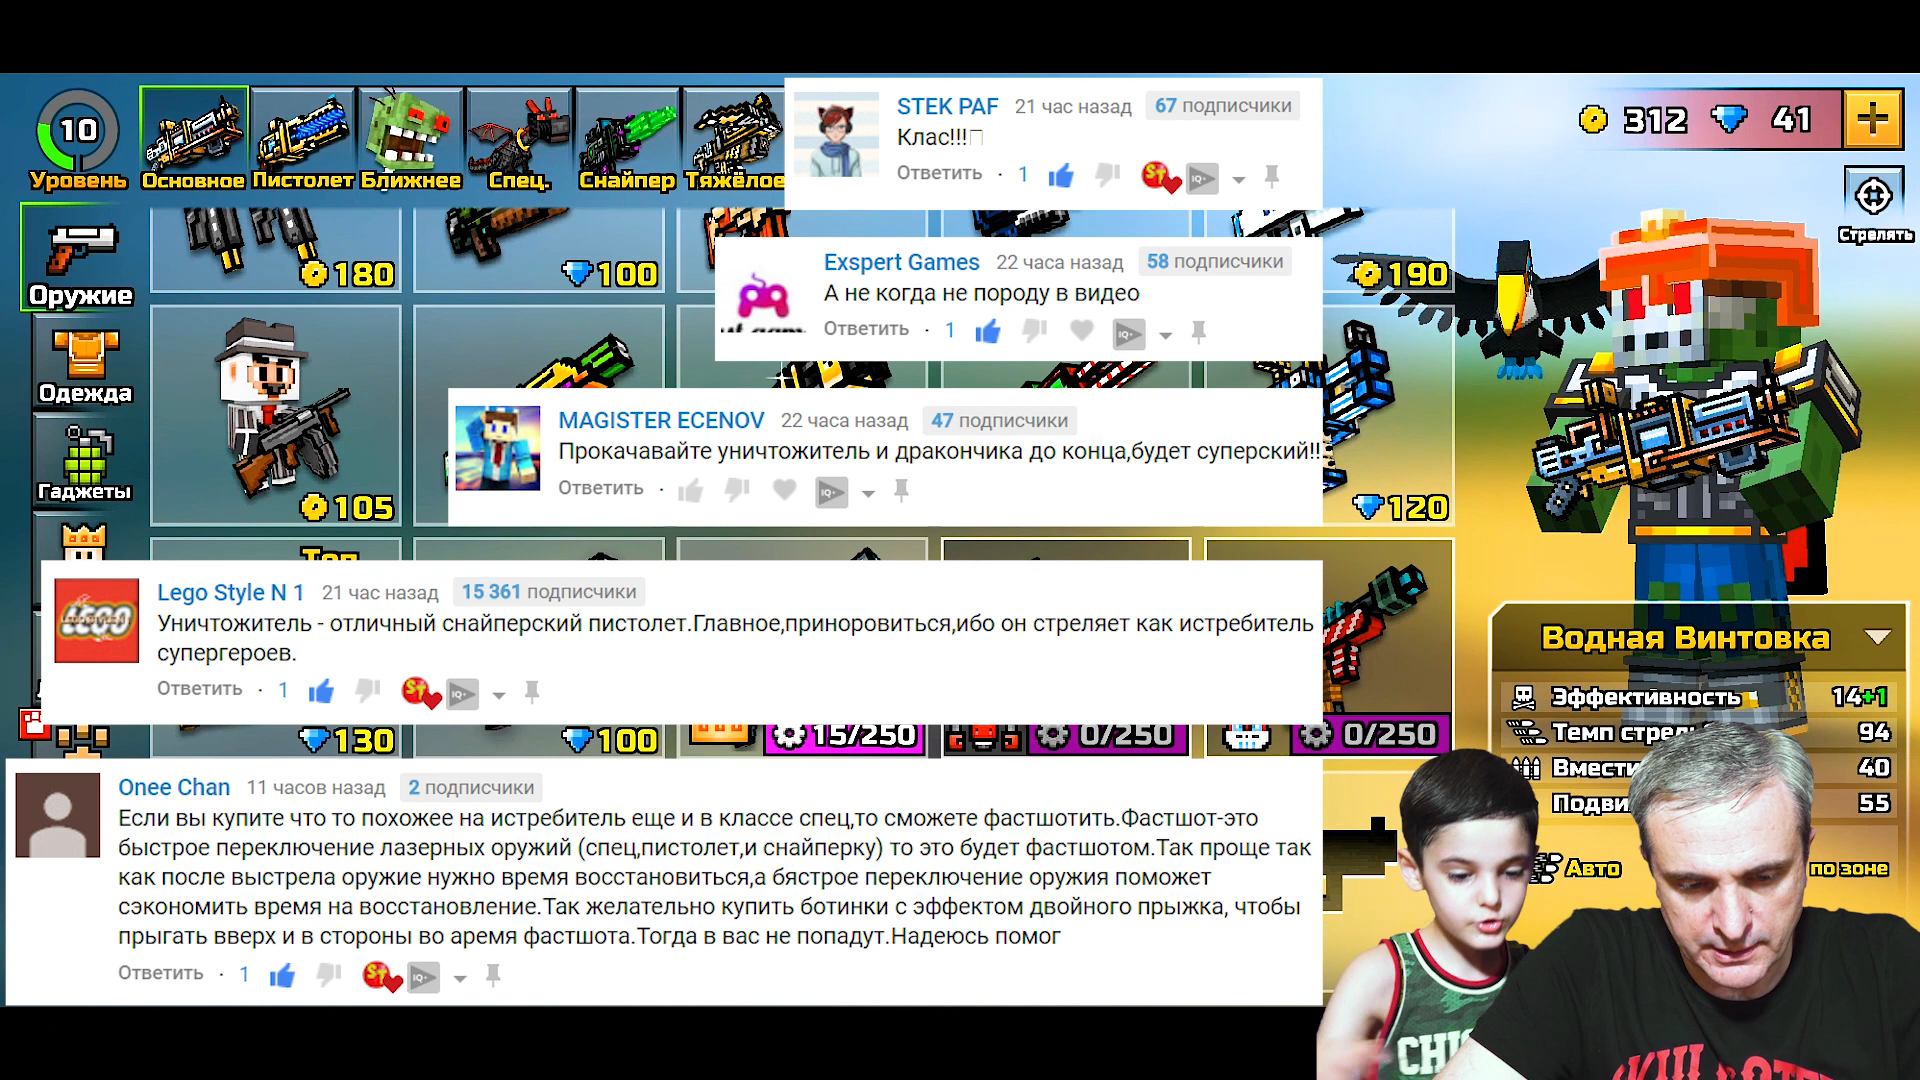 10
Уровень
Основное
Пистолет
Ближнее
Спец.
Снайпер
Тяжёлое
312
41
Стрелять
Оружие
Одежда
Гаджеты
180
100
190
105
120
Топ
130
100
15/250
0/250
0/250
STEK PAF 21 час назад 67 подписчики
Клас!!!
Ответить · 1
Exspert Games 22 часа назад 58 подписчики
А не когда не породу в видео
Ответить · 1
MAGISTER ECENOV 22 часа назад 47 подписчики
Прокачавайте уничтожитель и дракончика до конца,будет суперский!!
Ответить ·
LEGO
Lego Style N 1 21 час назад 15 361 подписчики
Уничтожитель - отличный снайперский пистолет.Главное,приноровиться,ибо он стреляет как истребитель
супергероев.
Ответить · 1
Onee Chan 11 часов назад 2 подписчики
Если вы купите что то похожее на истребитель еще и в классе спец,то сможете фастшотить.Фастшот-это
быстрое переключение лазерных оружий (спец,пистолет,и снайперку) то это будет фастшотом.Так проще так
как после выстрела оружие нужно время восстановиться,а бястрое переключение оружия поможет
сэкономить время на восстановление.Так желательно купить ботинки с эффектом двойного прыжка, чтобы
прыгать вверх и в стороны во аремя фастшота.Тогда в вас не попадут.Надеюсь помог
Ответить · 1
Водная Винтовка
Эффективность 14+1
Темп 94
40
55
Авто
по зоне